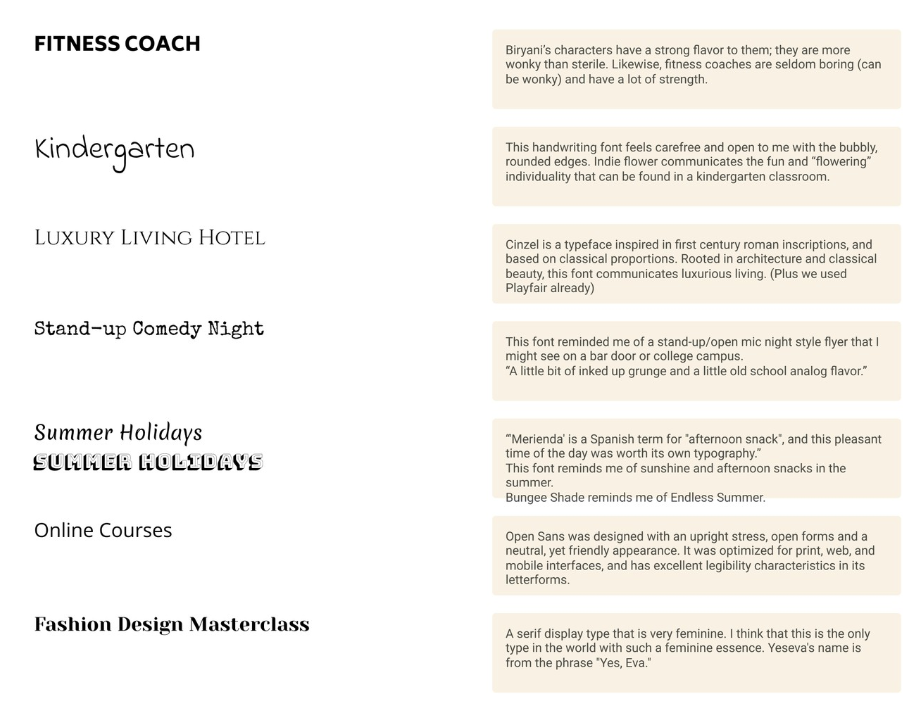 FITNESS COACH
Biryani's characters have a strong flavor to them; they are more
wonky than sterile. Likewise, fitness coaches are seldom boring (can
be wonky) and have a lot of strength.
Kindergarten
This handwriting font feels carefree and open to me with the bubbly,
rounded edges. Indie flower communicates the fun and “flowering”
individuality that can be found in a kindergarten classroom.
LUXURY LIVING HOTEL
Cinzel is a typeface inspired in first century roman inscriptions, and
based on classical proportions. Rooted in architecture and classical
beauty, this font communicates luxurious living. (Plus we used
Playfair already)
Stand-up Comedy Night
This font reminded me of a stand-up/open mic night style flyer that I
might see on a bar door or college campus.
“A little bit of inked up grunge and a little old school analog flavor.”
Summer Holidays
SUMMER HOLIDAYS
“‘Merienda’ is a Spanish term for "afternoon snack", and this pleasant
time of the day was worth its own typography.”
This font reminds me of sunshine and afternoon snacks in the
summer.
Bungee Shade reminds me of Endless Summer.
Online Courses
Open Sans was designed with an upright stress, open forms and a
neutral, yet friendly appearance. It was optimized for print, web, and
mobile interfaces, and has excellent legibility characteristics in its
letterforms.
Fashion Design Masterclass
A serif display type that is very feminine. I think that this is the only
type in the world with such a feminine essence. Yeseva's name is
from the phrase "Yes, Eva."